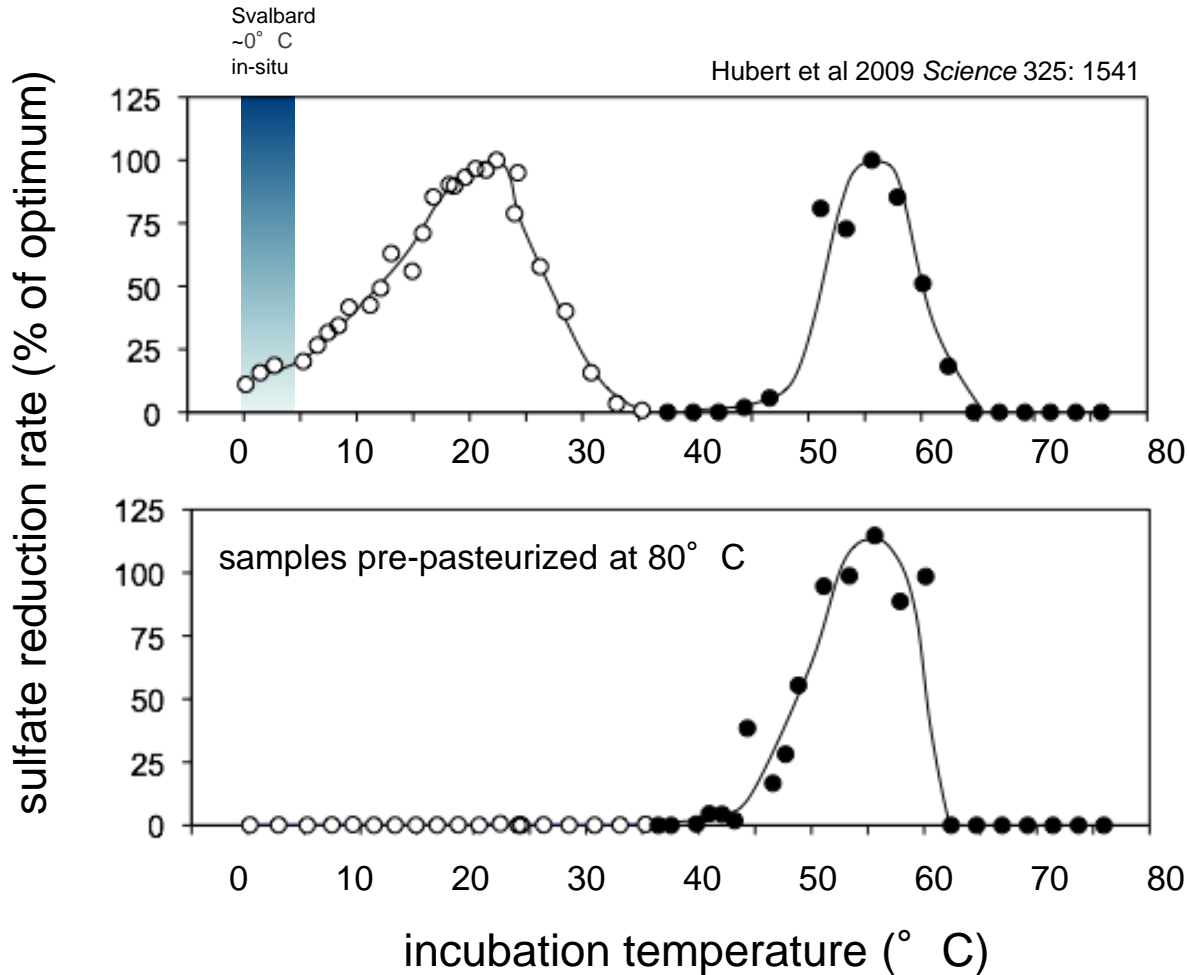 Svalbard
~0° C
in-situ
Hubert et al 2009 Science 325: 1541
sulfate reduction rate (% of optimum)
125
100
75
50
25
0
0 10 20 30 40 50 60 70 80
125
samples pre-pasteurized at 80° C
100
75
50
25
0
0 10 20 30 40 50 60 70 80
incubation temperature (° C)